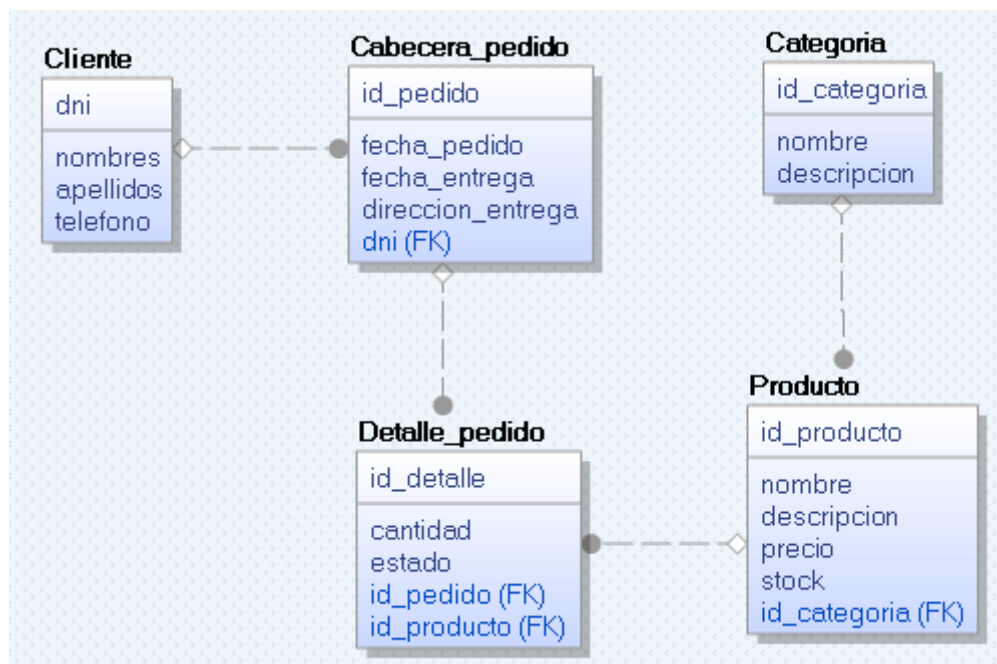 Cliente
dni
nombres
apellidos
telefono
Cabecera_pedido
id_pedido
fecha_pedido
fecha_entrega
direccion_entrega
dni (FK)
Categoria
id_categoria
nombre
descripcion
Detalle_pedido
id_detalle
cantidad
estado
id_pedido (FK)
id_producto (FK)
Producto
id_producto
nombre
descripcion
precio
stock
id_categoria (FK)